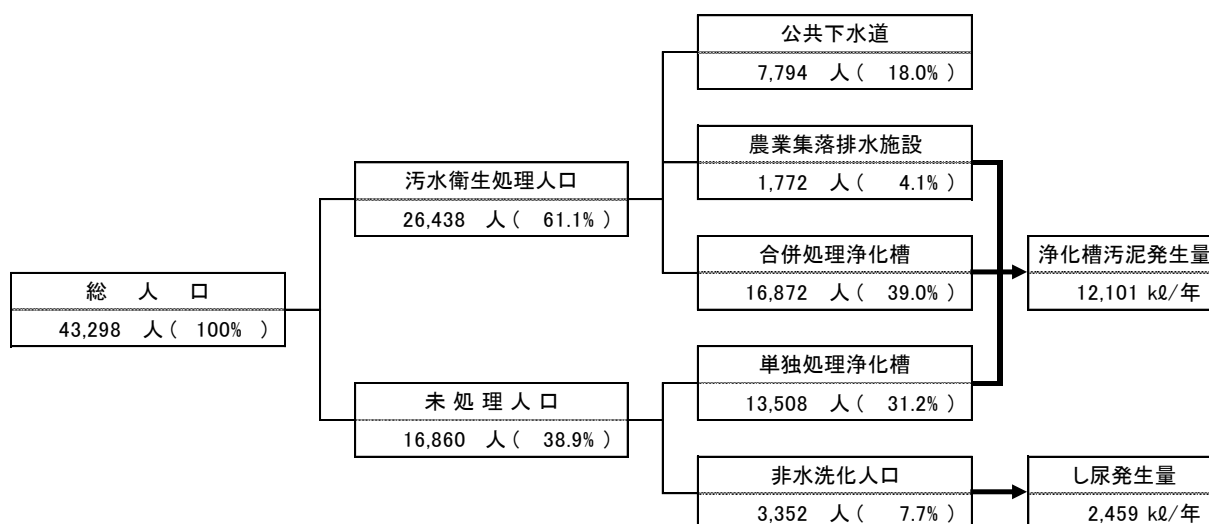 公共下水道
7,794 人 ( 18.0% )
農業集落排水施設
1,772 人 ( 4.1% )
汚水衛生処理人口
26,438 人 ( 61.1% )
合併処理浄化槽
16,872 人 ( 39.0% )
浄化槽汚泥発生量
12,101 kℓ/年
総 人 口
43,298 人 ( 100% )
単独処理浄化槽
13,508 人 ( 31.2% )
未 処 理 人 口
16,860 人 ( 38.9% )
非水洗化人口
3,352 人 ( 7.7% )
し尿発生量
2,459 kℓ/年